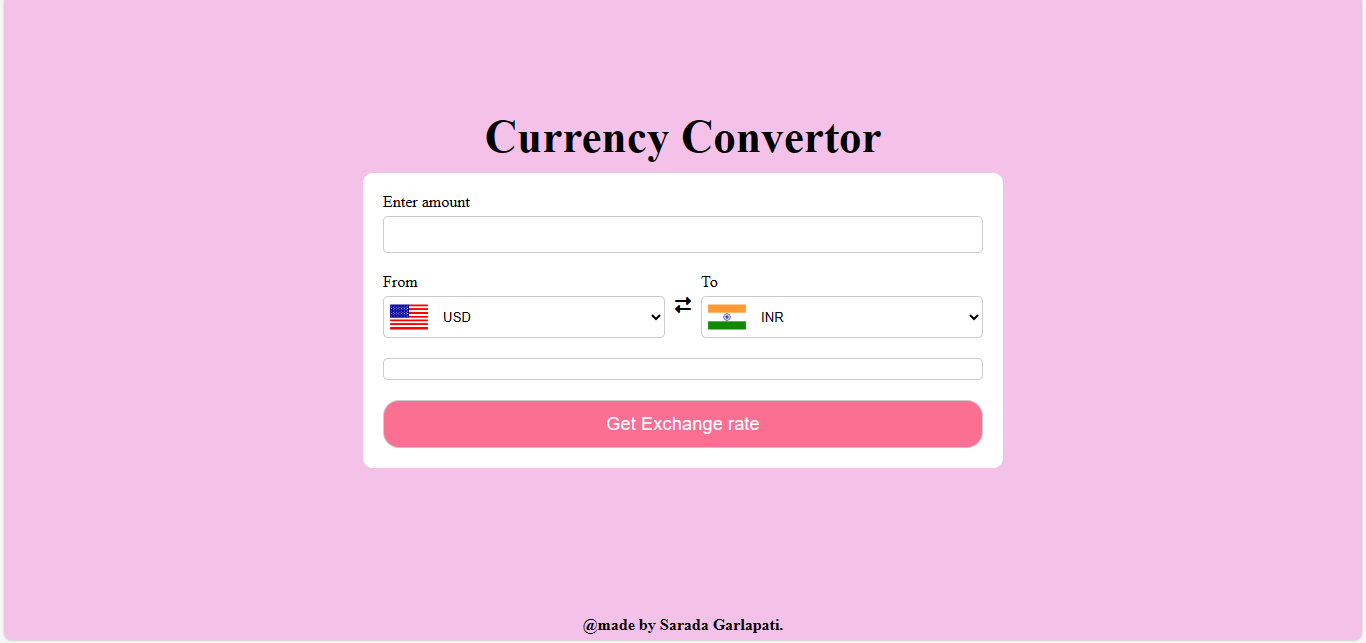 Currency Convertor
Enter amount
From
To
USD
INR
Get Exchange rate
@made by Sarada Garlapati.